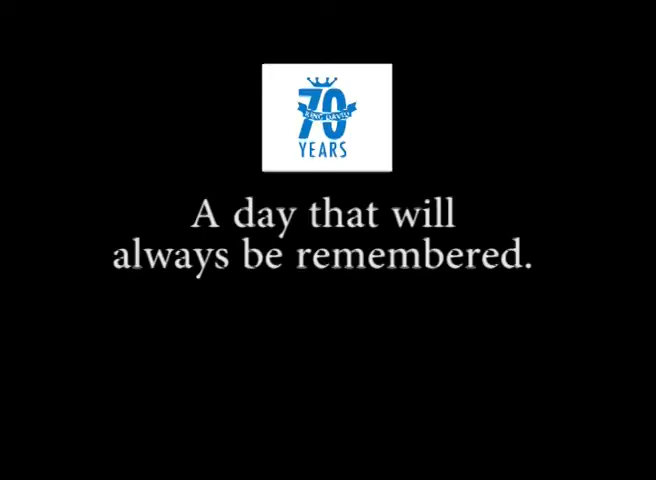 70
KING DAVID
YEARS
A day that will
always be remembered.